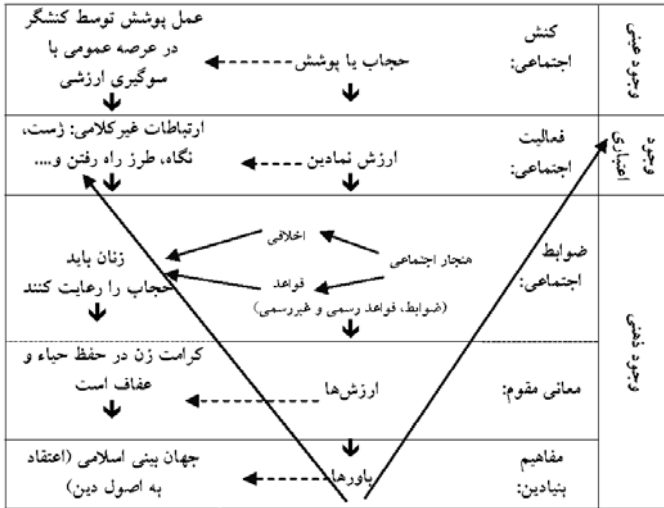 وجود عینی
کنش
اجتماعی:
حجاب یا پوشش
عمل پوشش توسط کنشگر
در عرصه عمومی با
سوگیری ارزشی
وجود
اعتباری
فعالیت
اجتماعی:
ارزش نمادین
ارتباطات غیرکلامی: ژست،
نگاه، طرز راه رفتن و....
وجود ذهنی
ضوابط
اجتماعی:
هنجار اجتماعی
اخلاقی
قواعد
(ضوابط، قواعد رسمی و غیررسمی)
زنان باید
حجاب را رعایت کنند
معانی مقوم:
ارزش‌ها
کرامت زن در حفظ حیاء و
عفاف است
مفاهیم
بنیادین:
باورها
جهان بینی اسلامی (اعتقاد
به اصول دین)